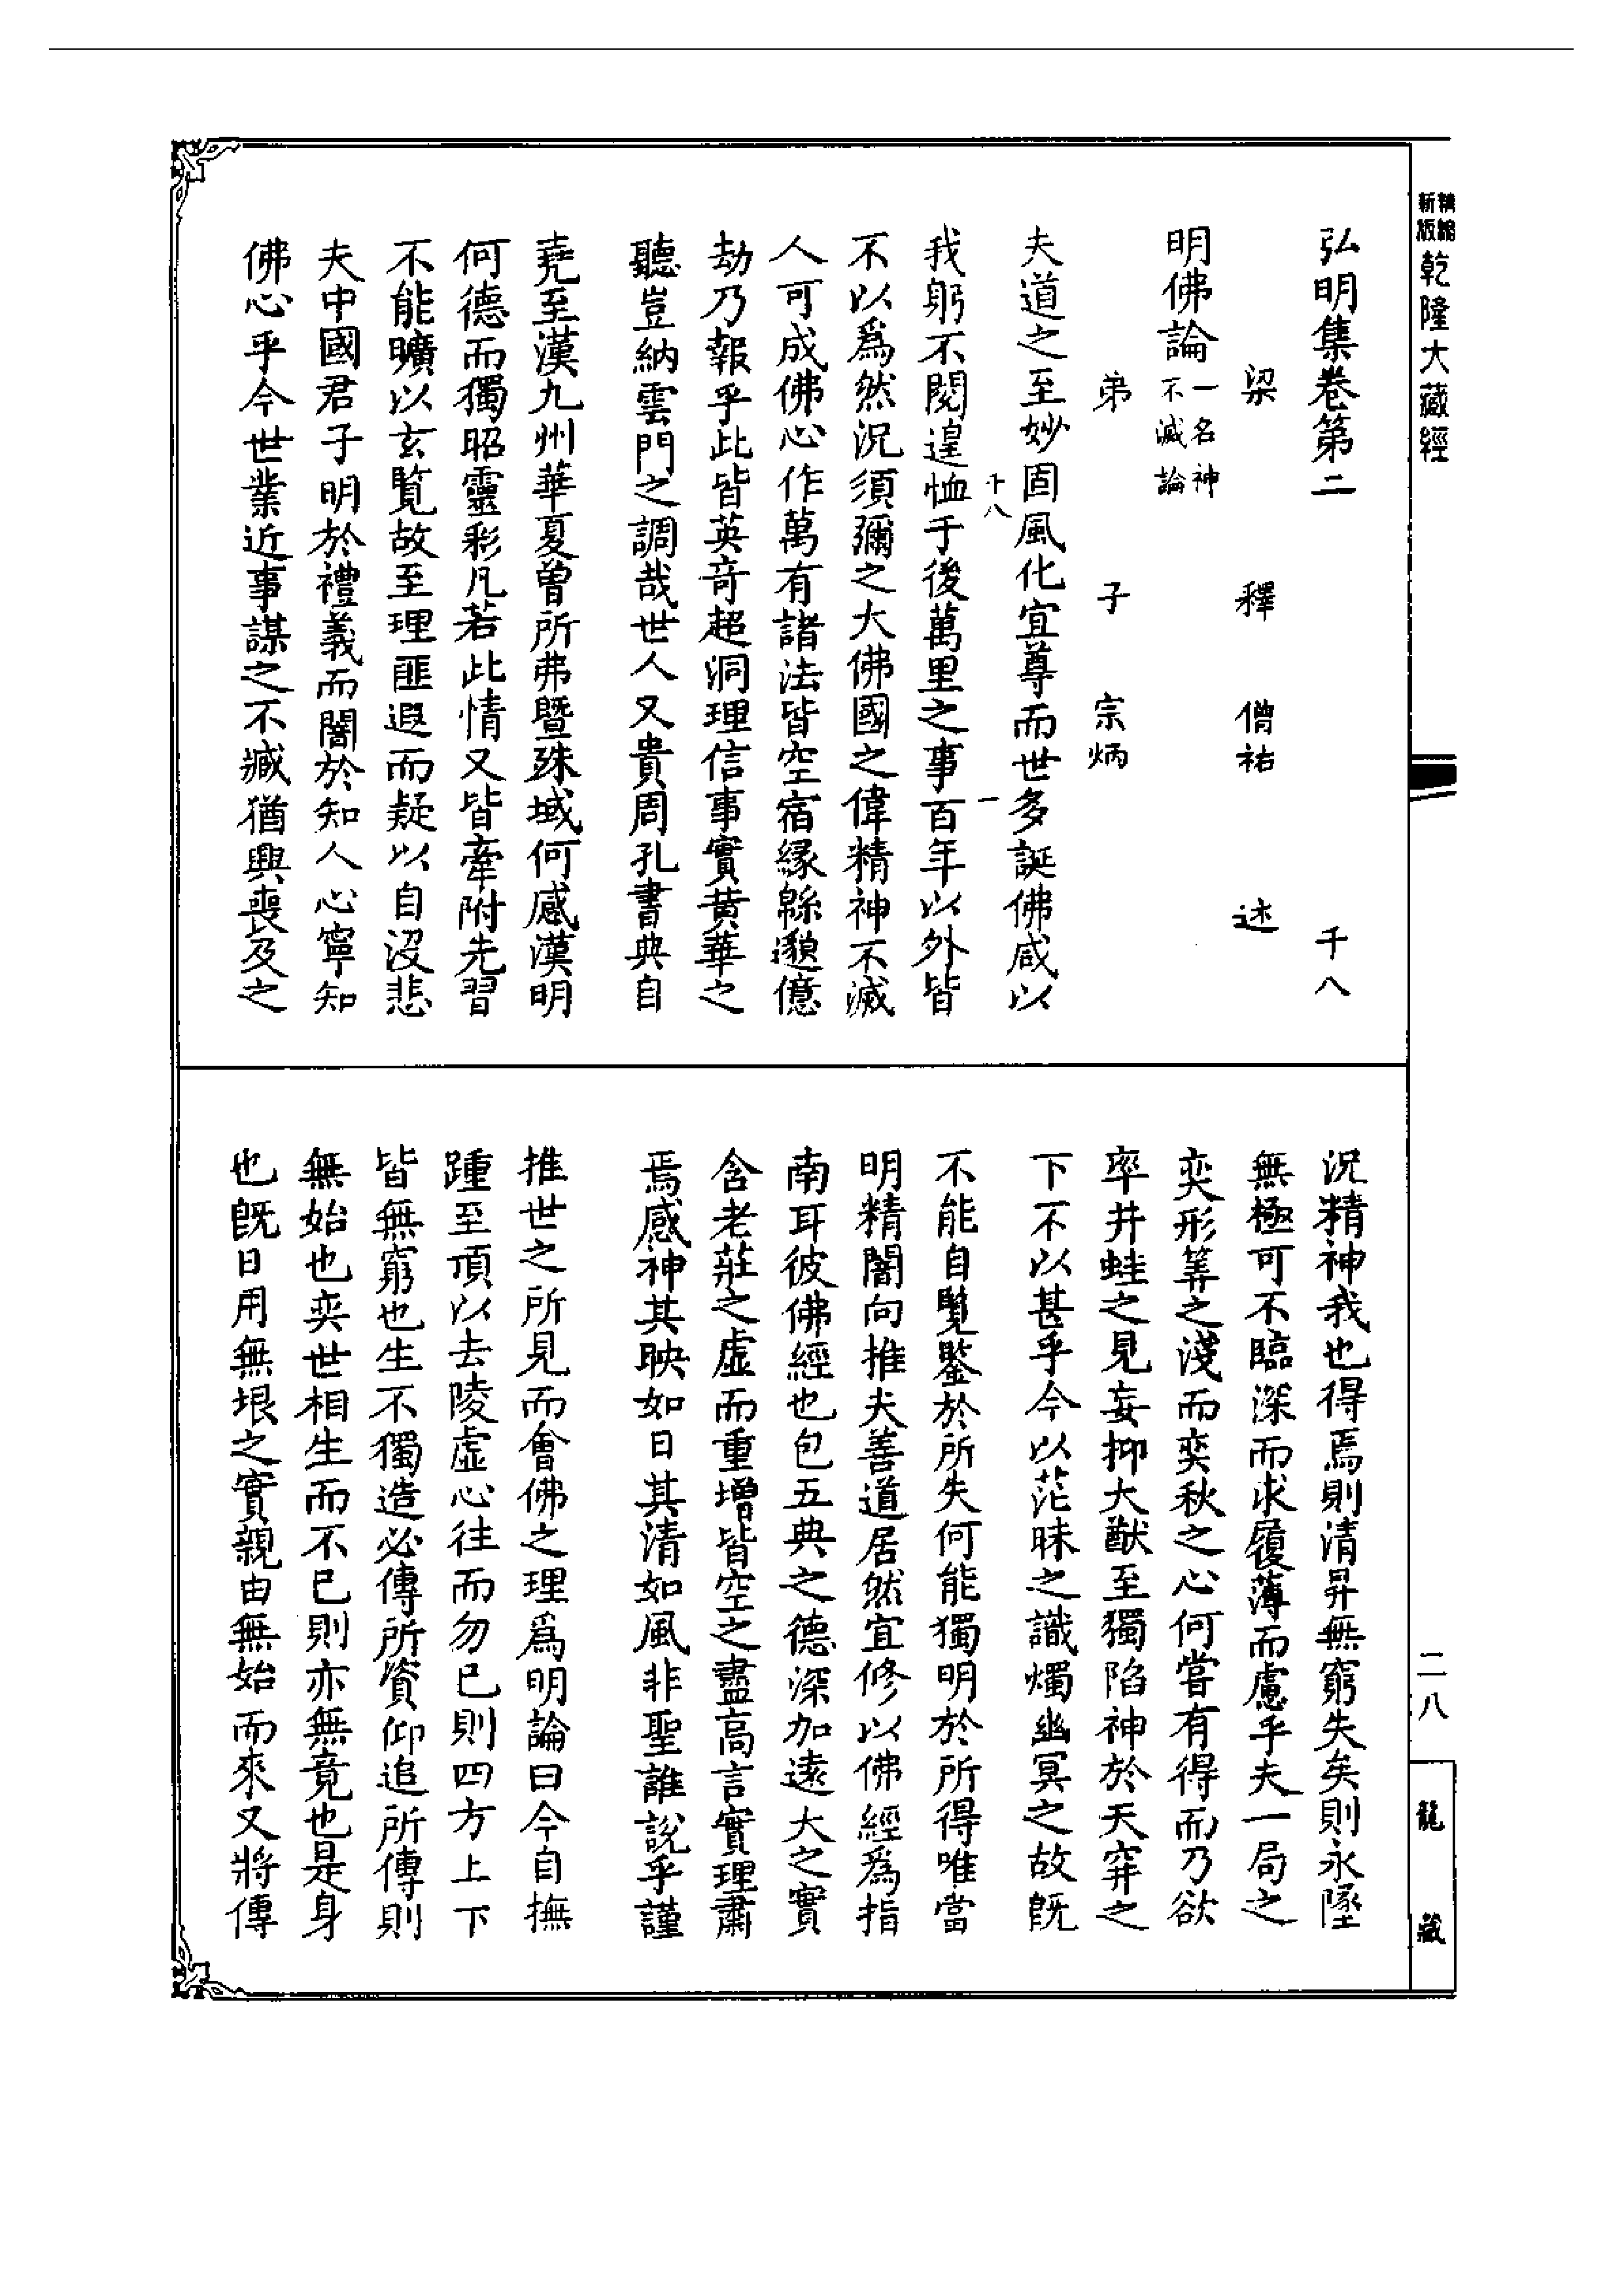 精緻新版乾隆大藏經
弘明集卷第二 千八
梁釋僧祐述
明佛論一名神不滅論
弟子宗炳
夫道之至妙固風化宜尊而世多誕佛咸以
千八 一
我躬不閱遑恤于後萬里之事百年以外皆
不以爲然況須彌之大佛國之偉精神不滅
人可成佛心作萬有諸法皆空宿緣緜邈億
劫乃報乎此皆英竒超洞理信事實黄華之
聽豈納雲門之調哉世人又貴周孔書典自
堯至漢九州華夏曾所弗曁殊域何感漢明
何德而獨昭靈彩凡若此情又皆牽附先習
不能曠以玄覽故至理匪遐而疑以自沒悲
夫中國君子明於禮義而闇於知人心寧知
佛心乎今世業近事謀之不臧猶興喪及之
況精神我也得焉則清昇無窮失矣則永墜
無極可不臨深而求履薄而慮乎夫一局之
奕形筭之淺而奕秋之心何嘗有得而乃欲
率井蛙之見妄抑大猷至獨陷神於天穽之
下不以甚乎今以茫昧之識燭幽冥之故旣
不能自覽鑒於所失何能獨明於所得唯當
明精闇向推夫善道居然宜修以佛經爲指
南耳彼佛經也包五典之德深加遠大之實
含老莊之虛而重增皆空之盡高言實理肅
焉感神其映如日其清如風非聖誰說乎謹
推世之所見而會佛之理爲明論曰今自撫
踵至頂以去陵虛心往而勿已則四方上下
皆無窮也生不獨造必傳所資仰追所傳則
無始也奕世相生而不已則亦無竟也是身
也旣日用無垠之實親由無始而來又將傳
二八
龍藏